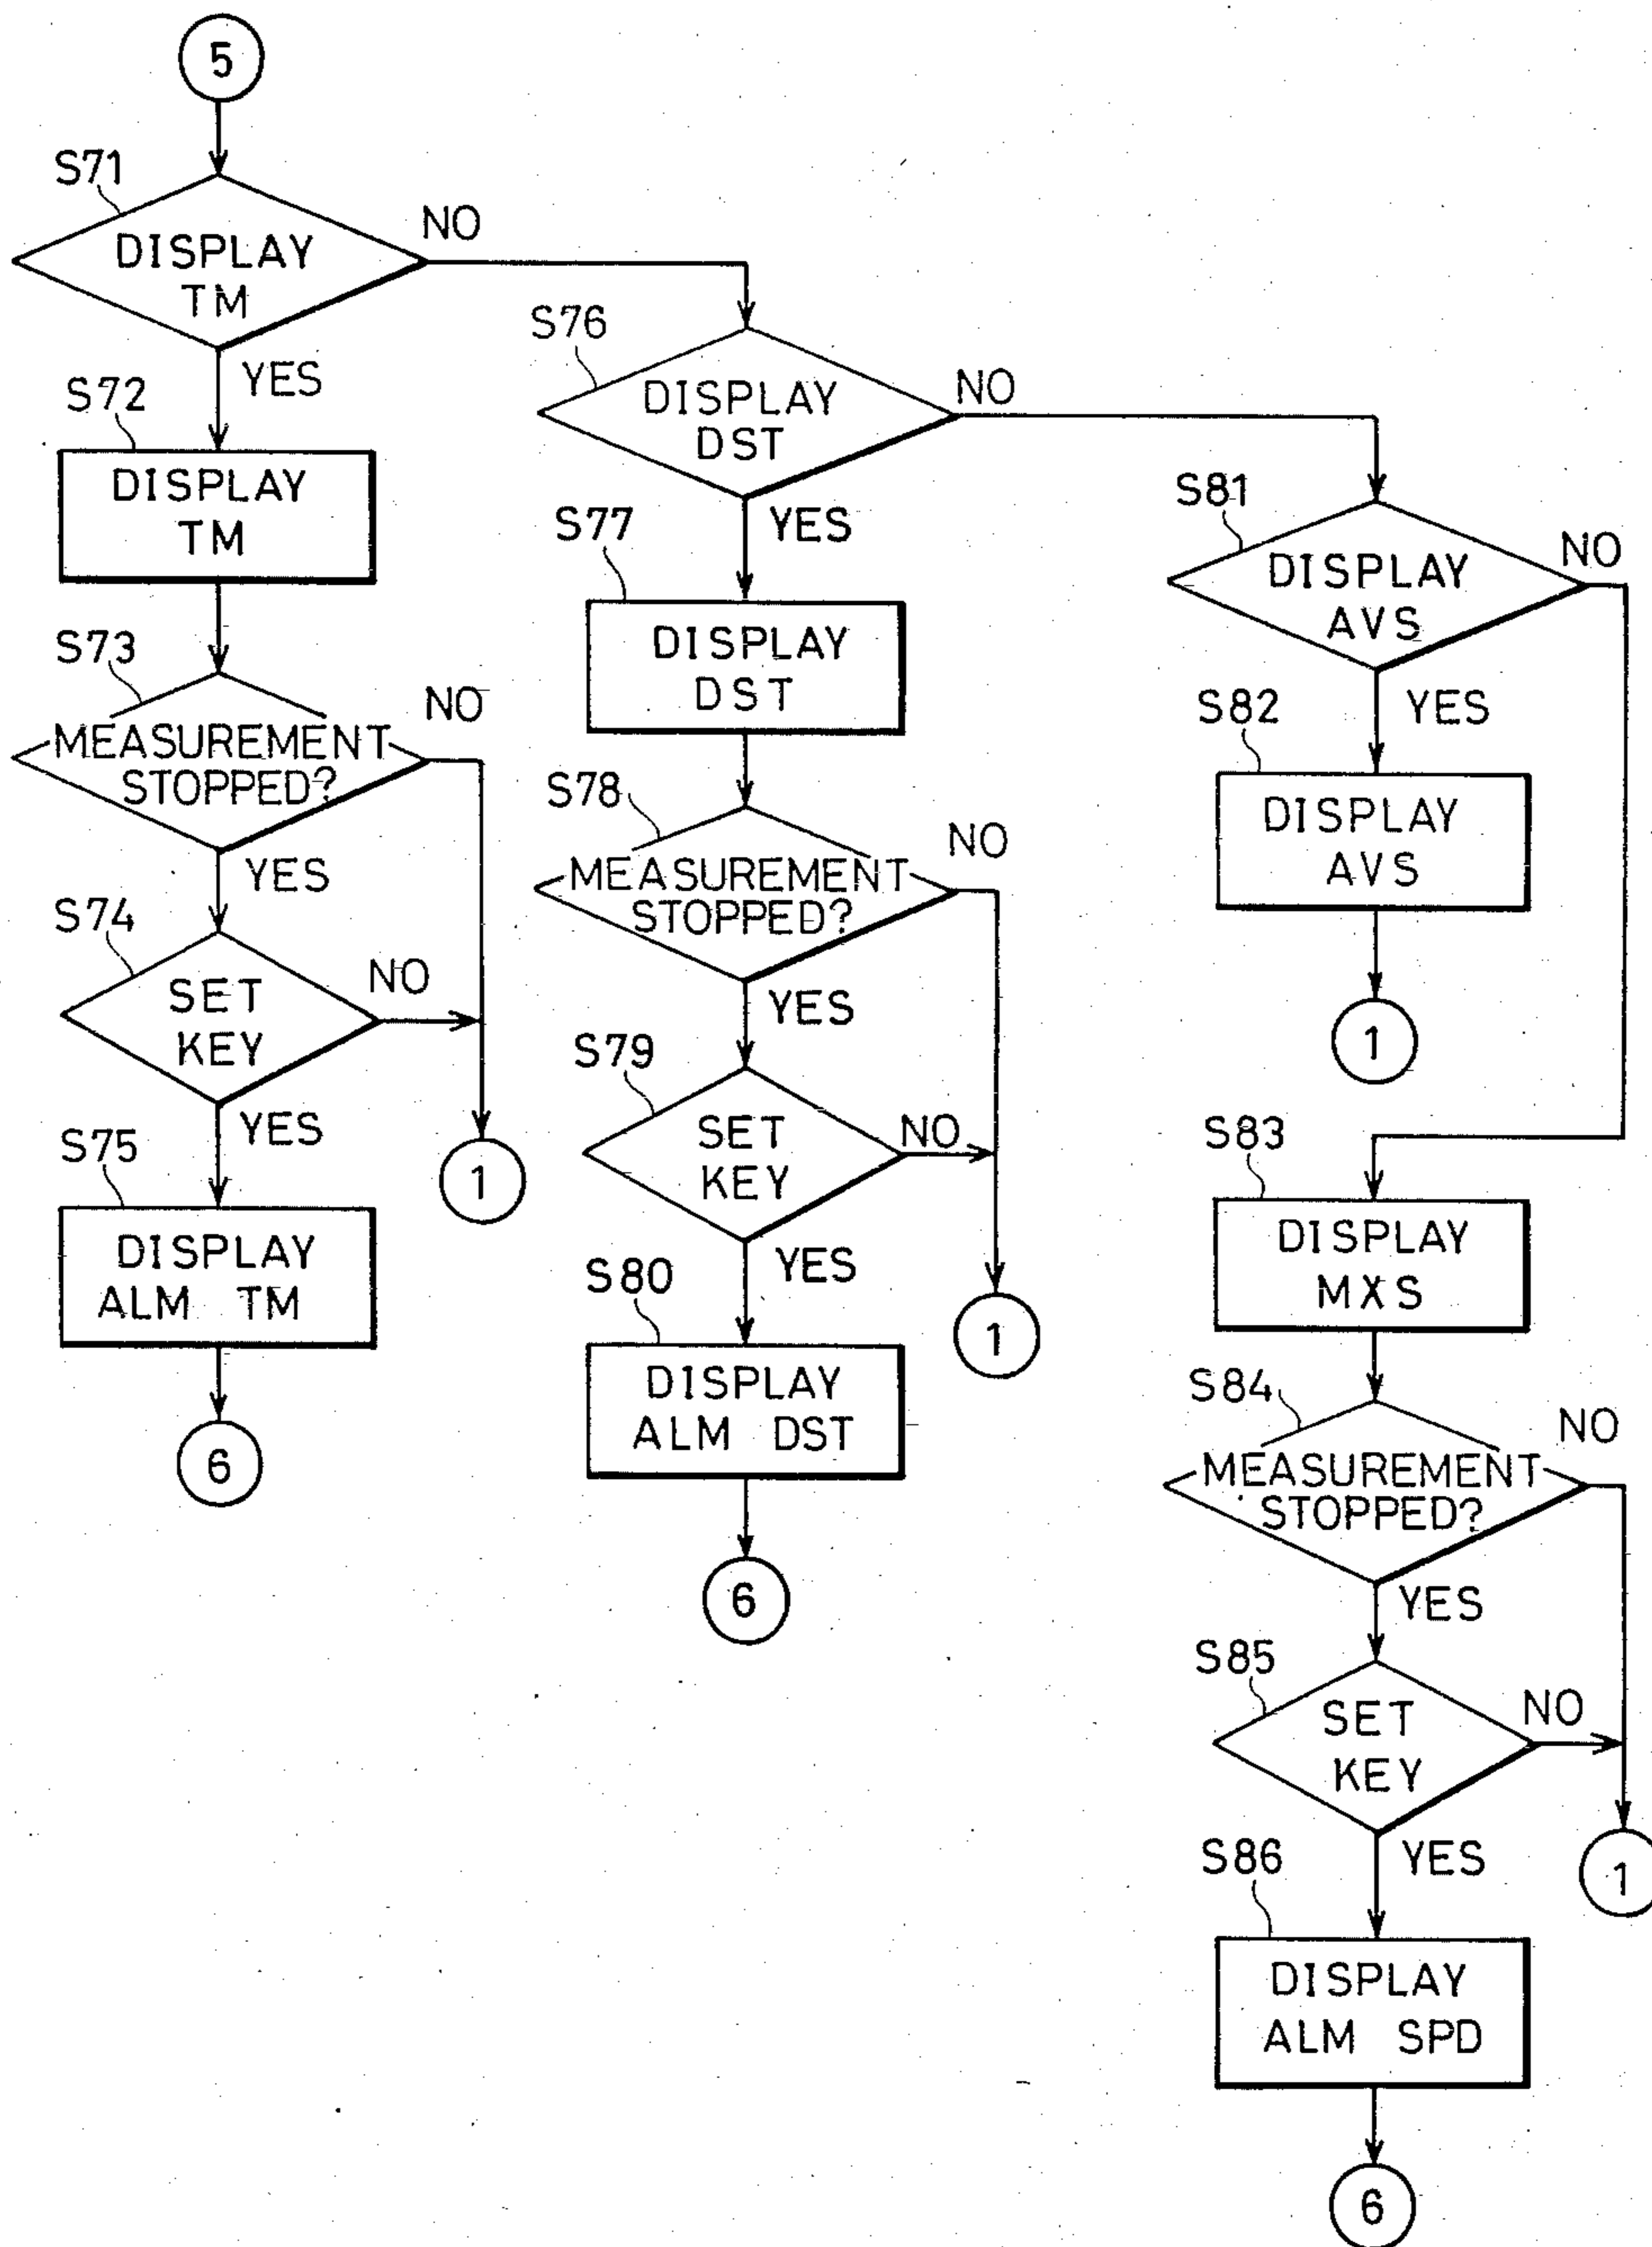 5
S71
DISPLAY
TM
NO
YES
S72
DISPLAY
TM
S73
MEASUREMENT
STOPPED?
NO
YES
S74
SET
KEY
NO
YES
1
S75
DISPLAY
ALM TM
6
S76
DISPLAY
DST
NO
YES
S77
DISPLAY
DST
S78
MEASUREMENT
STOPPED?
NO
YES
S79
SET
KEY
NO
YES
1
S80
DISPLAY
ALM DST
6
S81
DISPLAY
AVS
NO
YES
S82
DISPLAY
AVS
1
S83
DISPLAY
MXS
S84
MEASUREMENT
STOPPED?
NO
YES
S85
SET
KEY
NO
YES
1
S86
DISPLAY
ALM SPD
6